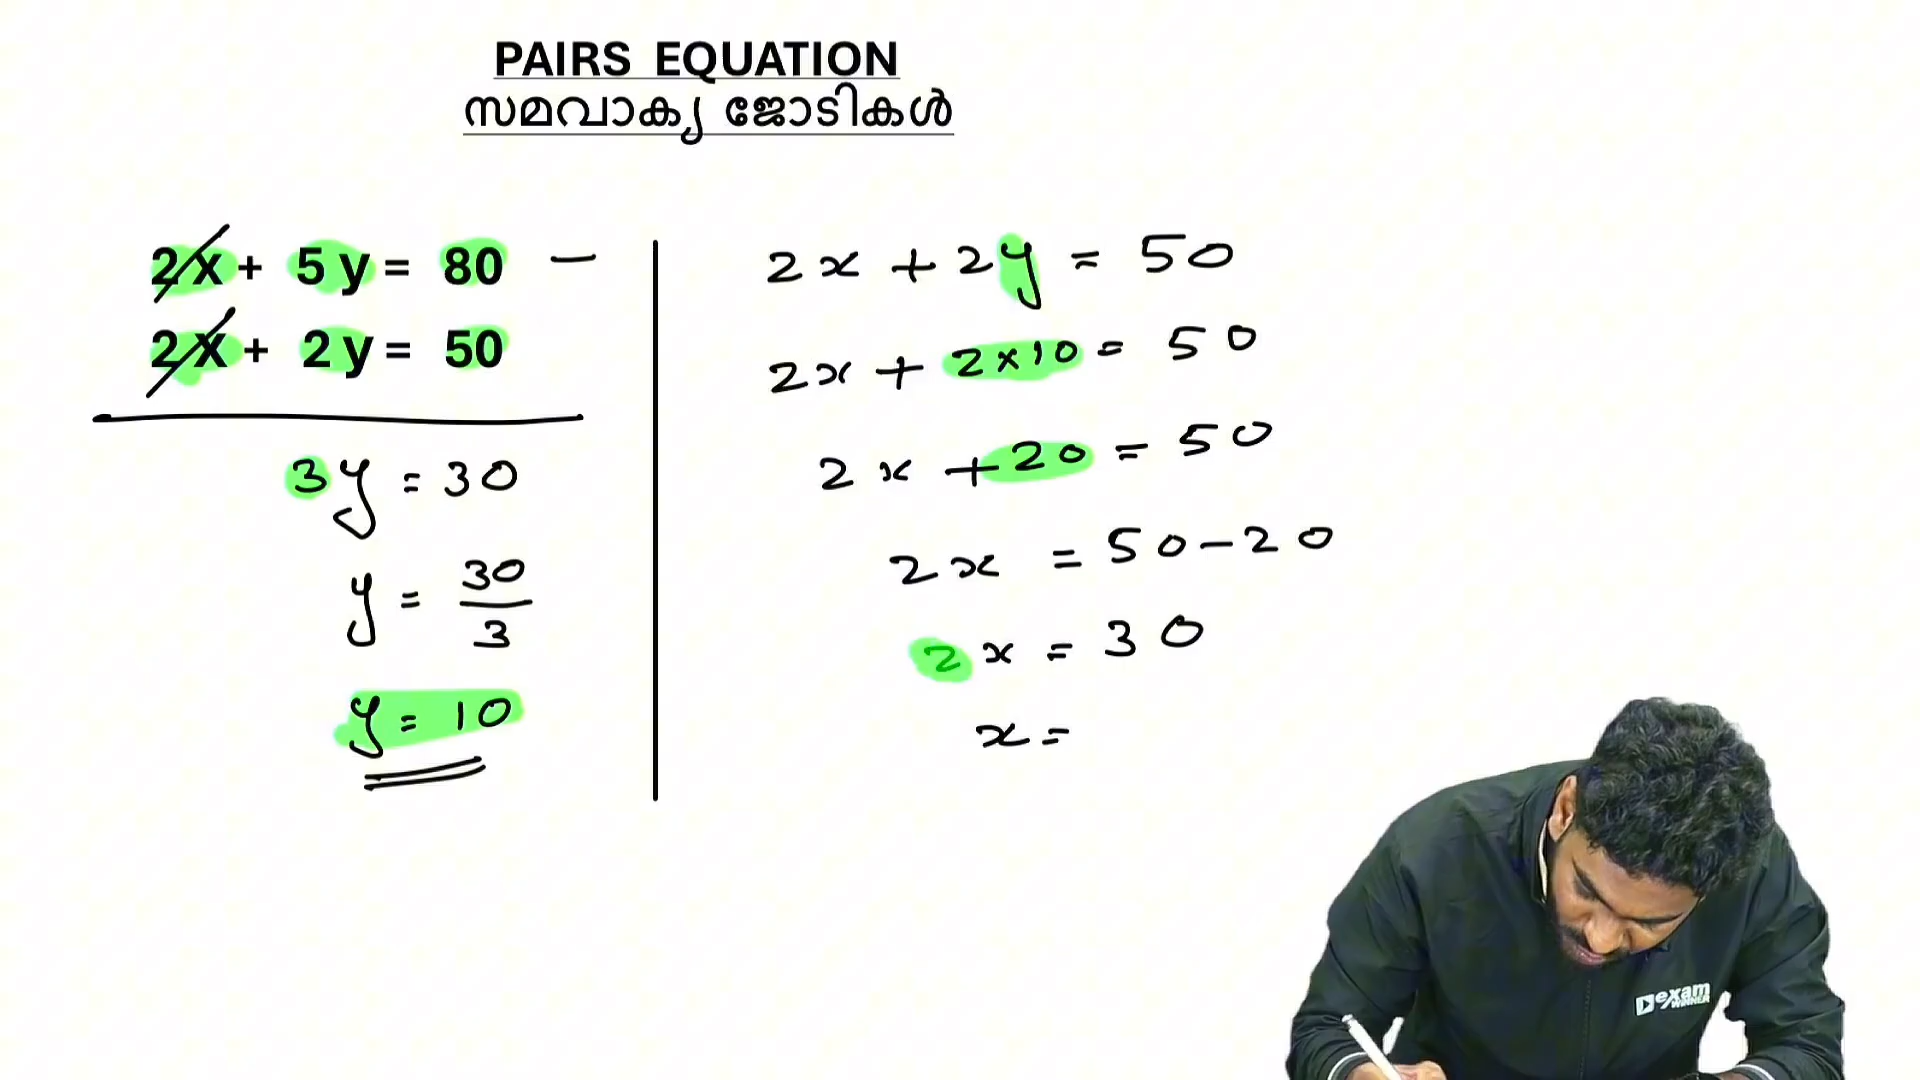 PAIRS EQUATION
സമവാക്യ ജോടികൾ
2x + 5y = 80 —
2x + 2y = 50
3y = 30
y = 30/3
y = 10
2x + 2y = 50
2x + 2×10 = 50
2x + 20 = 50
2x = 50-20
2x = 30
x =
exam
WINNER